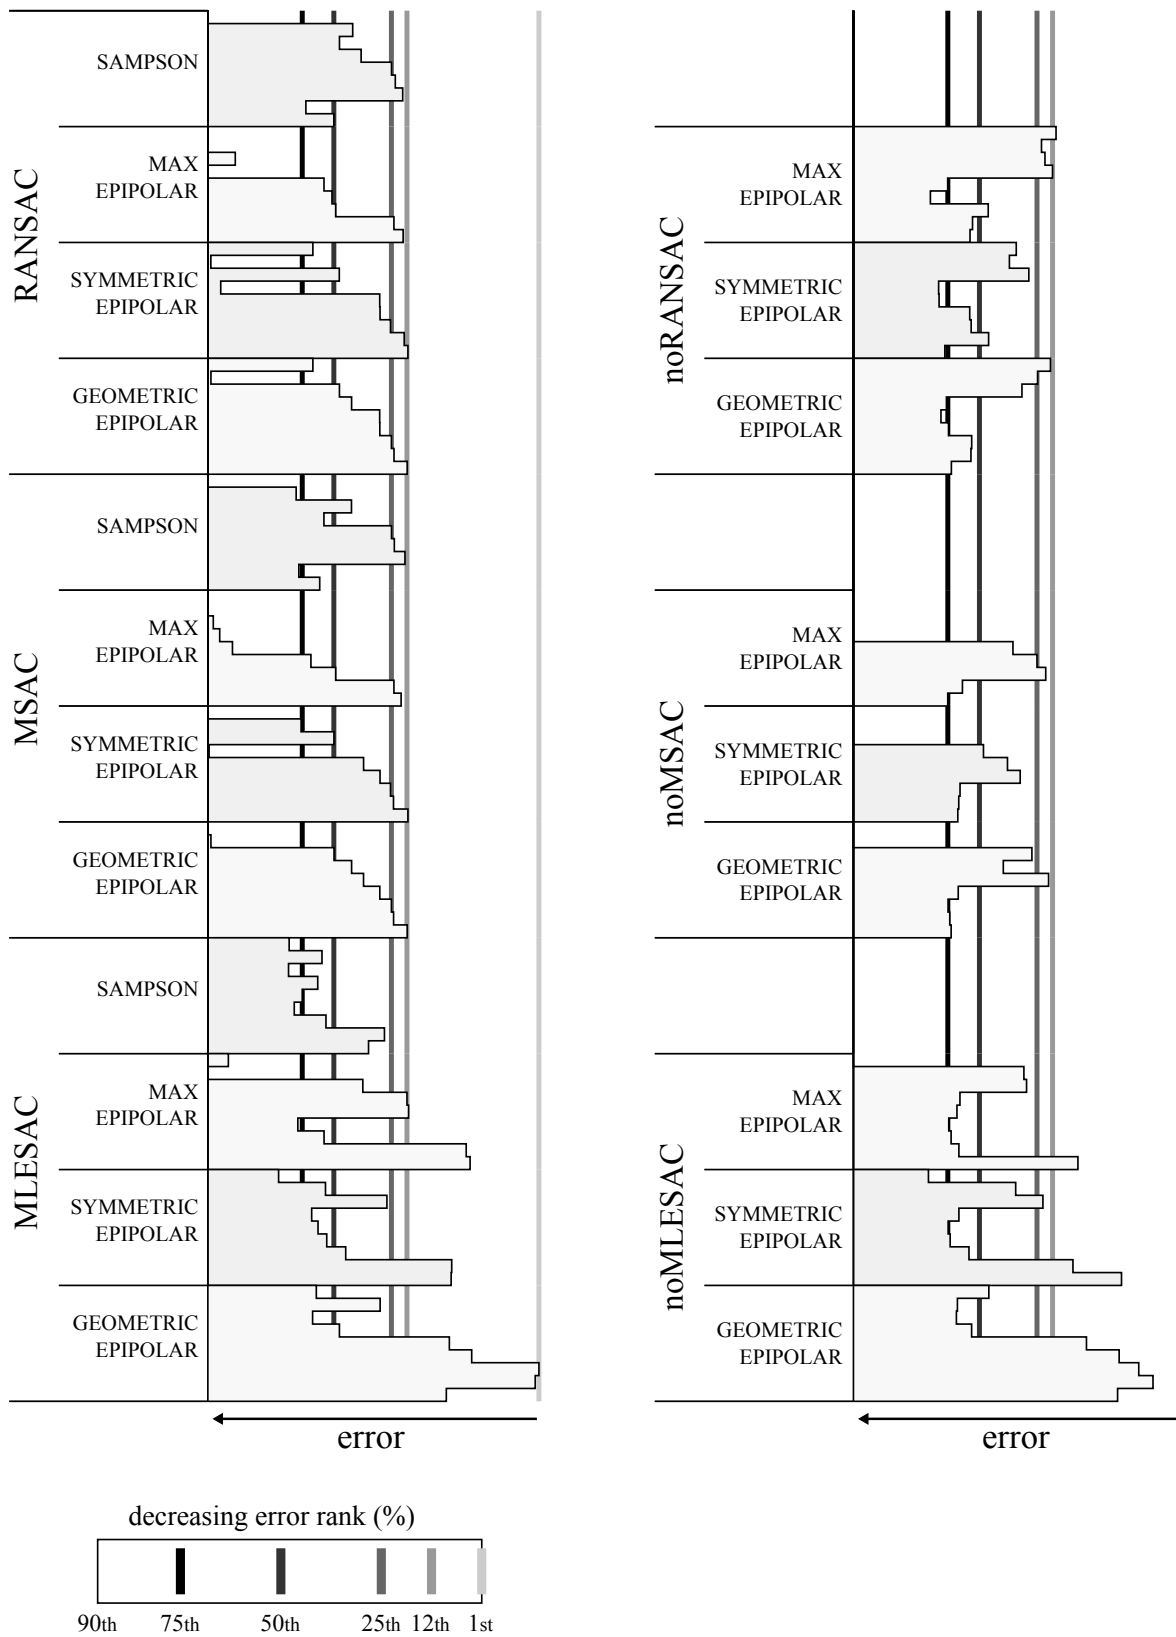 RANSAC
SAMPSON
MAX
EPIPOLAR
SYMMETRIC
EPIPOLAR
GEOMETRIC
EPIPOLAR
MSAC
SAMPSON
MAX
EPIPOLAR
SYMMETRIC
EPIPOLAR
GEOMETRIC
EPIPOLAR
MLESAC
SAMPSON
MAX
EPIPOLAR
SYMMETRIC
EPIPOLAR
GEOMETRIC
EPIPOLAR
error
noRANSAC
MAX
EPIPOLAR
SYMMETRIC
EPIPOLAR
GEOMETRIC
EPIPOLAR
noMSAC
MAX
EPIPOLAR
SYMMETRIC
EPIPOLAR
GEOMETRIC
EPIPOLAR
noMLESAC
MAX
EPIPOLAR
SYMMETRIC
EPIPOLAR
GEOMETRIC
EPIPOLAR
error
decreasing error rank (%)
90th 75th 50th 25th 12th 1st